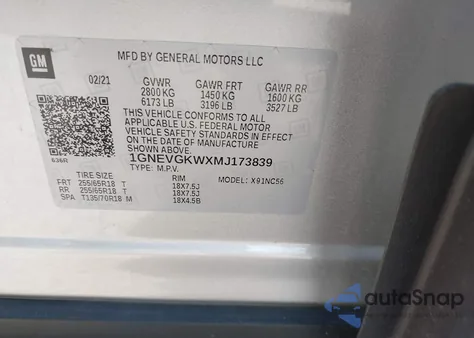 GM
MFD BY GENERAL MOTORS LLC
02/21 GVWR GAWR FRT GAWR RR
2800 KG 1450 KG 1600 KG
6173 LB 3196 LB 3527 LB
THIS VEHICLE CONFORMS TO ALL
APPLICABLE U.S. FEDERAL MOTOR
VEHICLE SAFETY STANDARDS IN EFFECT
ON THE DATE OF MANUFACTURE SHOWN ABOVE.
1GNEVGKWXMJ173839
TYPE: M.P.V. MODEL: X91NC56
636R
TIRE SIZE RIM
FRT 255/65R18 T 18X7.5J
RR 255/65R18 T 18X7.5J
SPA T135/70R18 M 18X4.5B
autoSnap